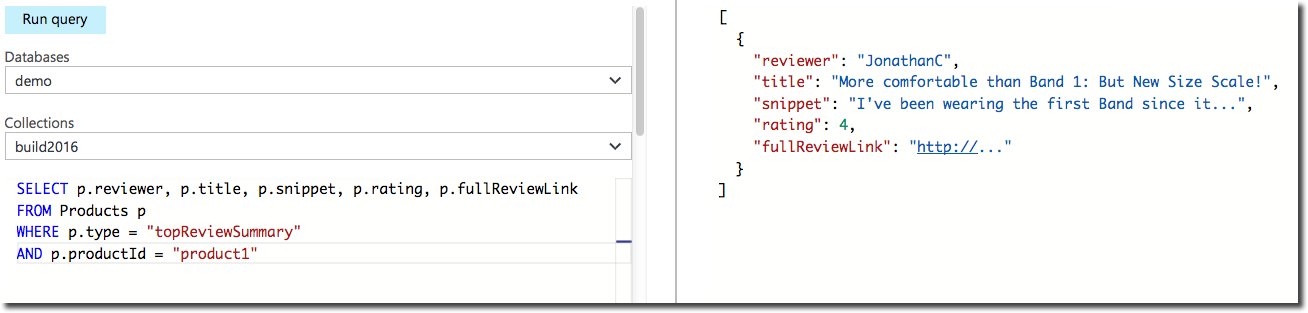 Run query
Databases
demo
Collections
build2016
SELECT p.reviewer, p.title, p.snippet, p.rating, p.fullReviewLink
FROM Products p
WHERE p.type = "topReviewSummary"
AND p.productId = "product1"
[
{
"reviewer": "JonathanC",
"title": "More comfortable than Band 1: But New Size Scale!",
"snippet": "I've been wearing the first Band since it...",
"rating": 4,
"fullReviewLink": "http://..."
}
]